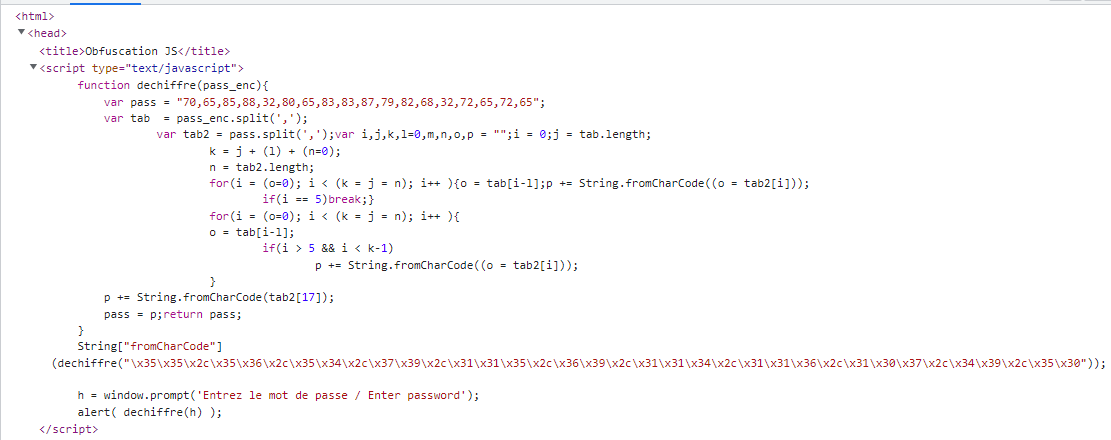 <html>
<head>
<title>Obfuscation JS</title>
<script type="text/javascript">
function dechiffre(pass_enc){
var pass = "70,65,85,88,32,80,65,83,83,87,79,82,68,32,72,65,72,65";
var tab  = pass_enc.split(',');
var tab2 = pass.split(',');var i,j,k,l=0,m,n,o,p = "";i = 0;j = tab.length;
k = j + (l) + (n=0);
n = tab2.length;
for(i = (o=0); i < (k = j = n); i++ ){o = tab[i-l];p += String.fromCharCode((o = tab2[i]));
if(i == 5)break;}
for(i = (o=0); i < (k = j = n); i++ ){
o = tab[i-l];
if(i > 5 && i < k-1)
p += String.fromCharCode((o = tab2[i]));
}
p += String.fromCharCode(tab2[17]);
pass = p;return pass;
}
String["fromCharCode"]
(dechiffre("\x35\x35\x2c\x35\x36\x2c\x35\x34\x2c\x37\x39\x2c\x31\x31\x35\x2c\x36\x39\x2c\x31\x31\x34\x2c\x31\x31\x36\x2c\x31\x30\x37\x2c\x34\x39\x2c\x35\x30"));
h = window.prompt('Entrez le mot de passe / Enter password');
alert( dechiffre(h) );
</script>